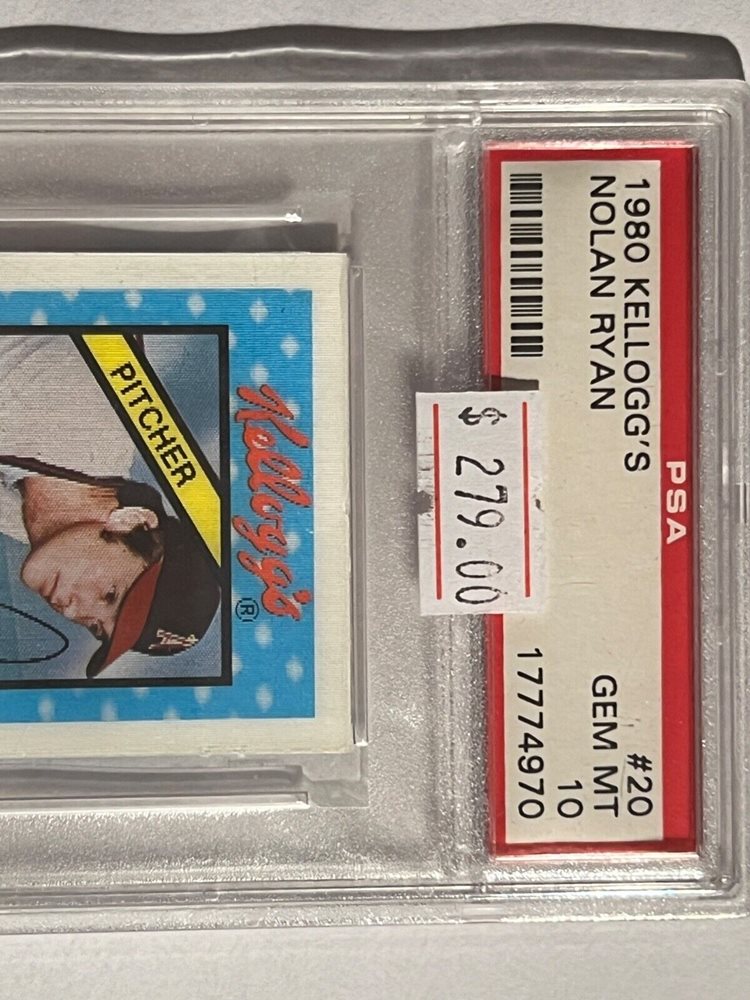 1980 KELLOGG'S #20
NOLAN RYAN GEM MT
10
17774970
PSA
$ 279.00
Kellogg's®
PITCHER